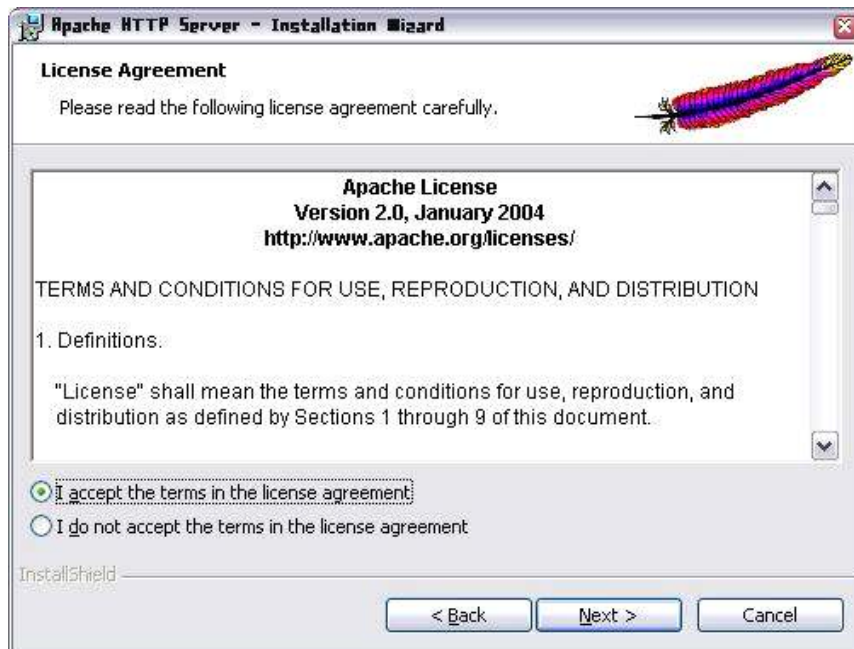 Apache HTTP Server - Installation Wizard
License Agreement
Please read the following license agreement carefully.
Apache License
Version 2.0, January 2004
http://www.apache.org/licenses/
TERMS AND CONDITIONS FOR USE, REPRODUCTION, AND DISTRIBUTION
1. Definitions.
"License" shall mean the terms and conditions for use, reproduction, and
distribution as defined by Sections 1 through 9 of this document.
I accept the terms in the license agreement
I do not accept the terms in the license agreement
InstallShield
< Back Next > Cancel